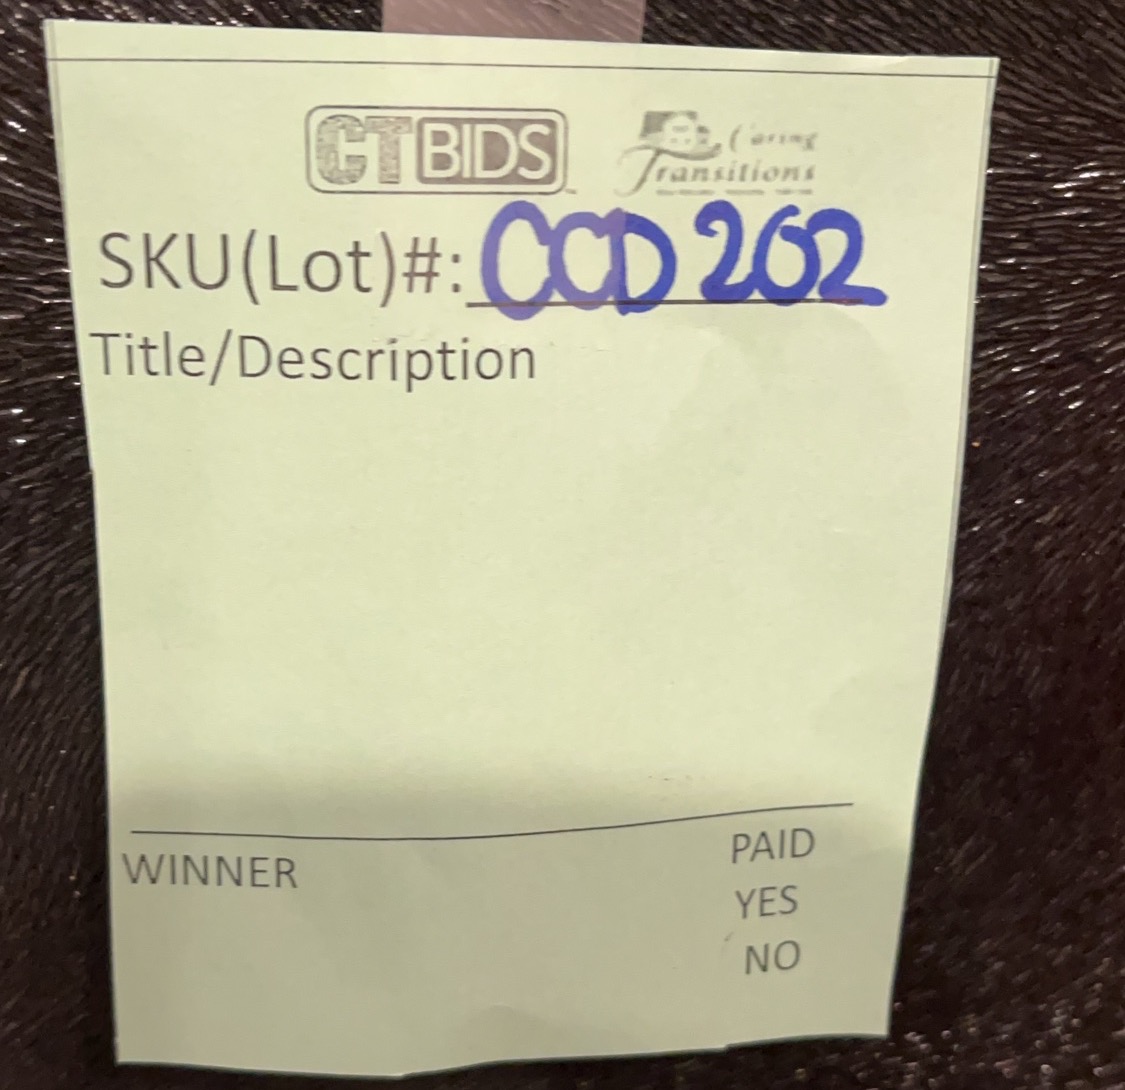 CTBIDS
Caring
Transitions
SKU(Lot)#: CCD 202
Title/Description
WINNER
PAID
YES
NO